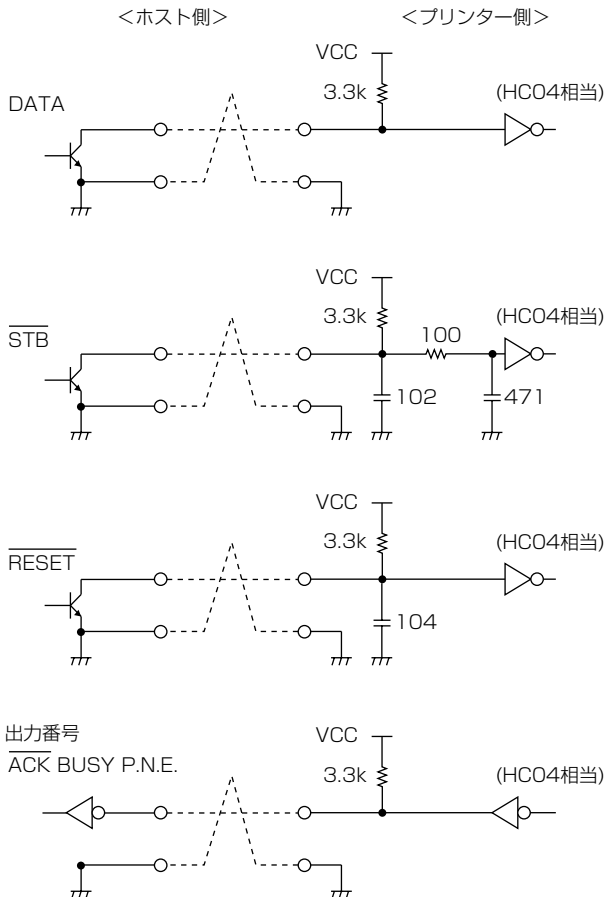 <ホスト側> <プリンター側>
VCC
3.3k (HC04相当)
DATA
VCC
3.3k (HC04相当)
STB 100
102 471
VCC
3.3k (HC04相当)
RESET
104
出力番号 VCC
ACK BUSY P.N.E. 3.3k (HC04相当)